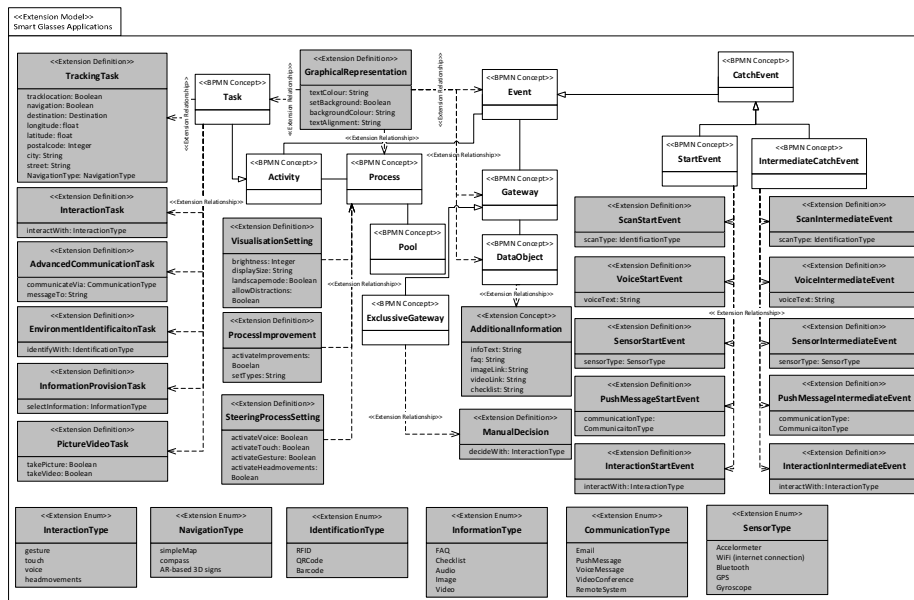 <<Extension Model>>
Smart Glasses Applications
<<Extension Definition>>
TrackingTask
tracklocation: Boolean
navigation: Boolean
destination: Destination
longitude: float
latitude: float
postalcode: Integer
city: String
street: String
NavigationType: NavigationType
<<Extension Definition>>
InteractionTask
interactWith: InteractionType
<<Extension Definition>>
AdvancedCommunicationTask
communicateVia: CommunicationType
messageTo: String
<<Extension Definition>>
EnvironmentIdentificaitonTask
identifyWith: IdentificationType
<<Extension Definition>>
InformationProvisionTask
selectInformation: InformationType
<<Extension Definition>>
PictureVideoTask
takePicture: Boolean
takeVideo: Boolean
<<Extension Relationship>>
<<BPMN Concept>>
Task
<<Extension Relationship>>
<<Extension Relationship>>
<<Extension Definition>>
GraphicalRepresentation
textColour: String
setBackground: Boolean
backgroundColour: String
textAlignment: String
<<Extension Relationship>>
<<Extension Relationship>>
<<BPMN Concept>>
Activity
<<BPMN Concept>>
Process
<<Extension Relationship>>
<<Extension Definition>>
VisualisationSetting
brightness: Integer
displaySize: String
landscapemode: Boolean
allowDistractions:
Boolean
<<Extension Definition>>
ProcessImprovement
activateImprovements:
Booelan
setTypes: String
<<Extension Definition>>
SteeringProcessSetting
activateVoice: Boolean
activateTouch: Boolean
activateGesture: Boolean
activateHeadmovements:
Boolean
<<Extension Relationship>>
<<BPMN Concept>>
Pool
<<BPMN Concept>>
ExclusiveGateway
<<BPMN Concept>>
Event
<<Extension Relationship>>
<<BPMN Concept>>
Gateway
<<BPMN Concept>>
DataObject
<<Extension Relationship>>
<<Extension Concept>>
AdditionalInformation
infoText: String
faq: String
imageLink: String
videoLink: String
checklist: String
<<Extension Definition>>
ManualDecision
decideWith: InteractionType
<<BPMN Concept>>
CatchEvent
<<BPMN Concept>>
StartEvent
<<BPMN Concept>>
IntermediateCatchEvent
<<Extension Definition>>
ScanStartEvent
scanType: IdentificationType
<<Extension Definition>>
VoiceStartEvent
voiceText: String
<<Extension Definition>>
SensorStartEvent
sensorType: SensorType
<<Extension Definition>>
PushMessageStartEvent
communicationType:
CommunicaitonType
<<Extension Definition>>
InteractionStartEvent
interactWith: InteractionType
<< Extension Relationship>>
<<Extension Definition>>
ScanIntermediateEvent
scanType: IdentificationType
<<Extension Definition>>
VoiceIntermediateEvent
voiceText: String
<<Extension Definition>>
SensorIntermediateEvent
sensorType: SensorType
<<Extension Definition>>
PushMessageIntermediateEvent
communicationType:
CommunicaitonType
<<Extension Definition>>
InteractionIntermediateEvent
interactWith: InteractionType
<<Extension Enum>>
InteractionType
gesture
touch
voice
headmovements
<<Extension Enum>>
NavigationType
simpleMap
compass
AR-based 3D signs
<<Extension Enum>>
IdentificationType
RFID
QRCode
Barcode
<<Extension Enum>>
InformationType
FAQ
Checklist
Audio
Image
Video
<<Extension Enum>>
CommunicationType
Email
PushMessage
VoiceMessage
VideoConference
RemoteSystem
<<Extension Enum>>
SensorType
Accelormeter
WiFi (internet connection)
Bluetooth
GPS
Gyroscope